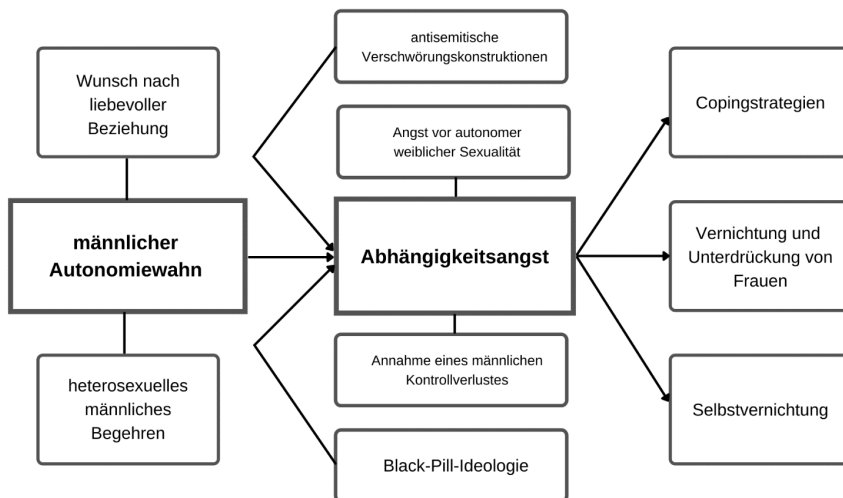 Wunsch nach
liebevoller
Beziehung
männlicher
Autonomiewahn
heterosexuelles
männliches
Begehren
antisemitische
Verschwörungskonstruktionen
Angst vor autonomer
weiblicher Sexualität
Abhängigkeitsangst
Annahme eines männlichen
Kontrollverlustes
Black-Pill-Ideologie
Copingstrategien
Vernichtung und
Unterdrückung von
Frauen
Selbstvernichtung